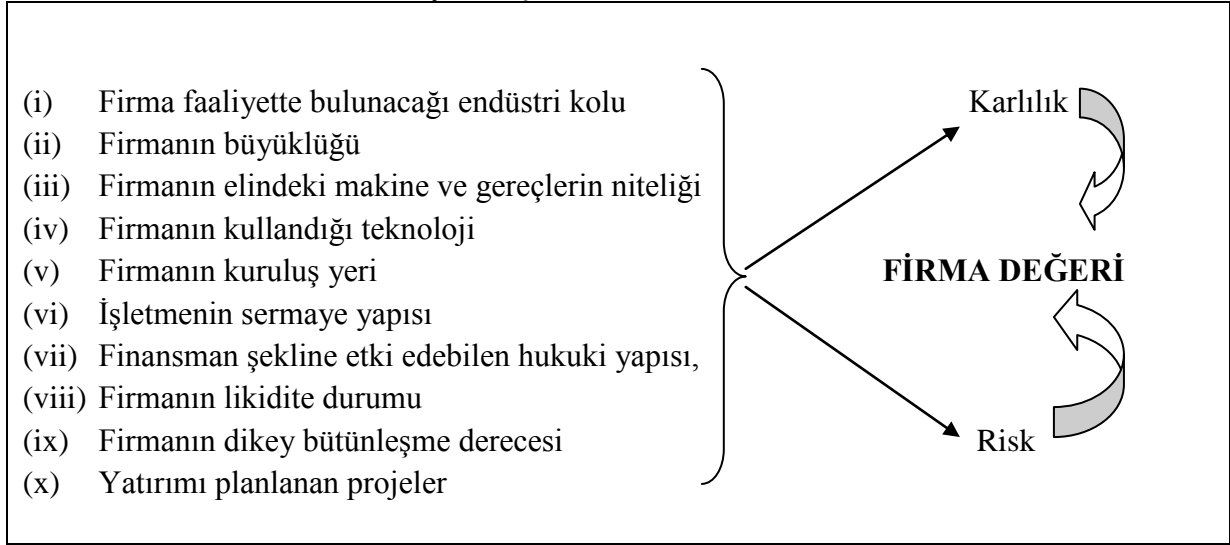 (i) Firma faaliyette bulunacağı endüstri kolu
(ii) Firmanın büyüklüğü
(iii) Firmanın elindeki makine ve gereçlerin niteliği
(iv) Firmanın kullandığı teknoloji
(v) Firmanın kuruluş yeri
(vi) İşletmenin sermaye yapısı
(vii) Finansman şekline etki edebilen hukuki yapısı,
(viii) Firmanın likidite durumu
(ix) Firmanın dikey bütünleşme derecesi
(x) Yatırımı planlanan projeler
Karlılık
FİRMA DEĞERİ
Risk